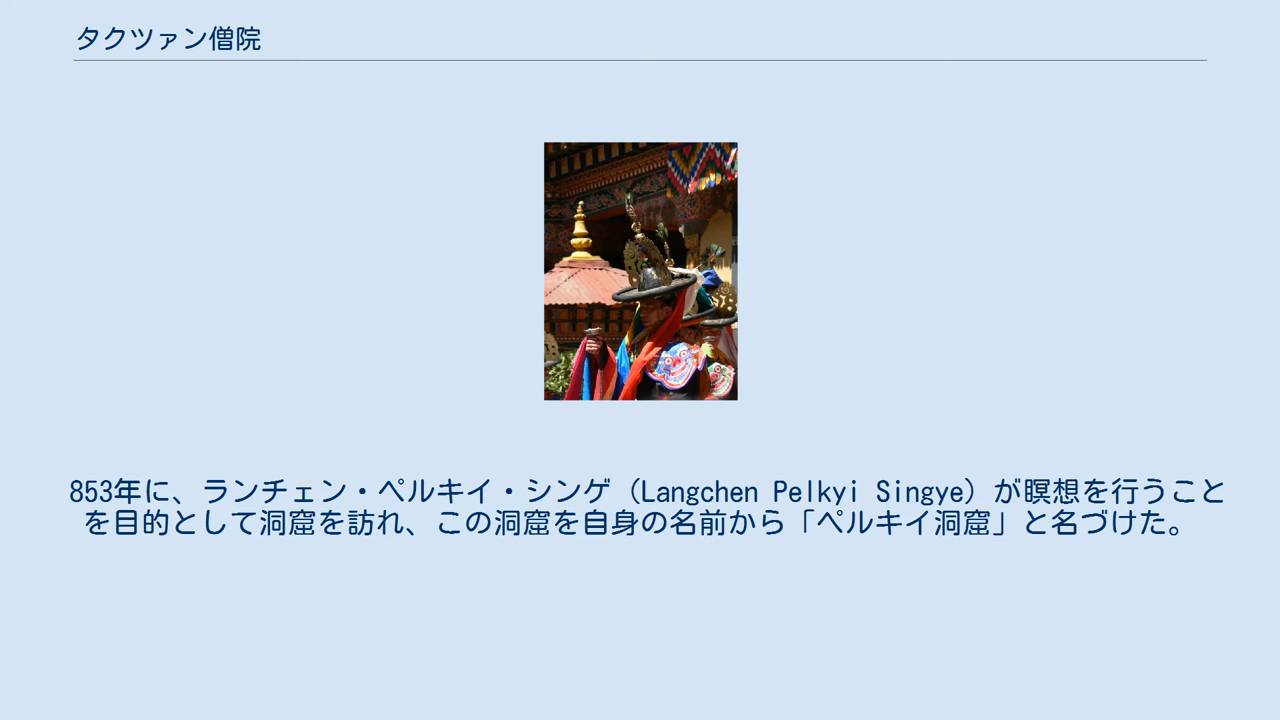 タクツァン僧院
853年に、ランチェン・ペルキイ・シンゲ（Langchen Pelkyi Singye）が瞑想を行うこと
を目的として洞窟を訪れ、この洞窟を自身の名前から「ペルキイ洞窟」と名づけた。